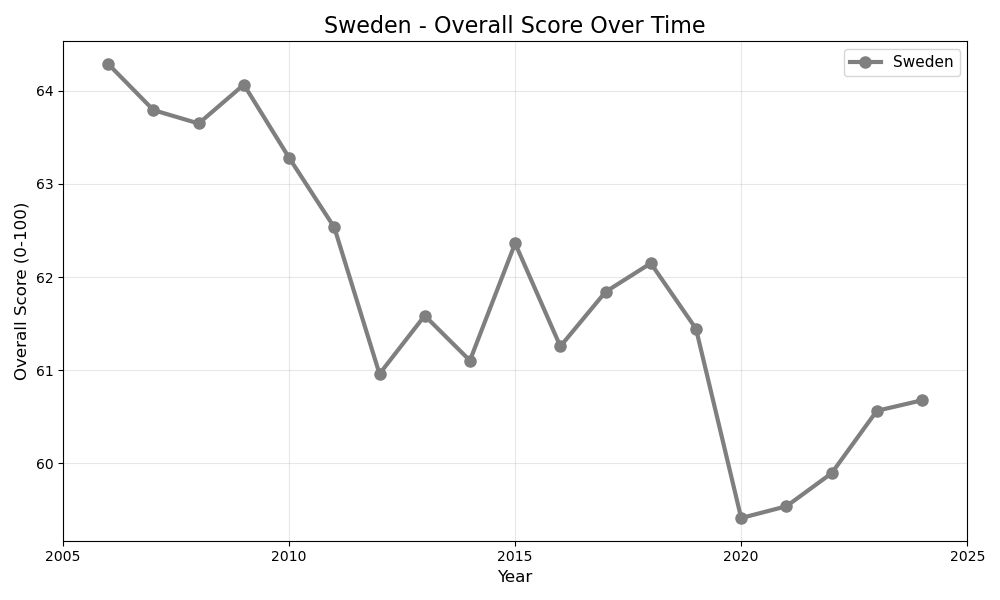 Sweden - Overall Score Over Time
Sweden
Overall Score (0-100)
64
63
62
61
60
2005
2010
2015
2020
2025
Year